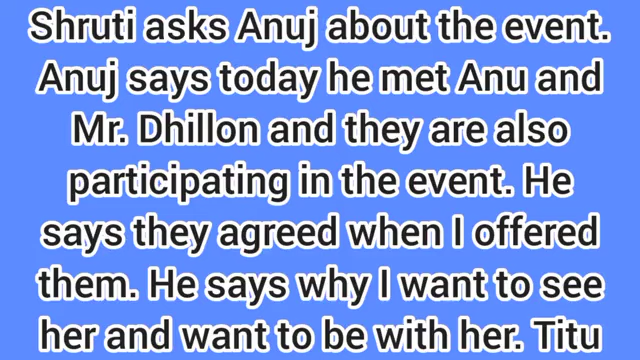 Shruti asks Anuj about the event.
Anuj says today he met Anu and
Mr. Dhillon and they are also
participating in the event. He
says they agreed when I offered
them. He says why I want to see
her and want to be with her. Titu